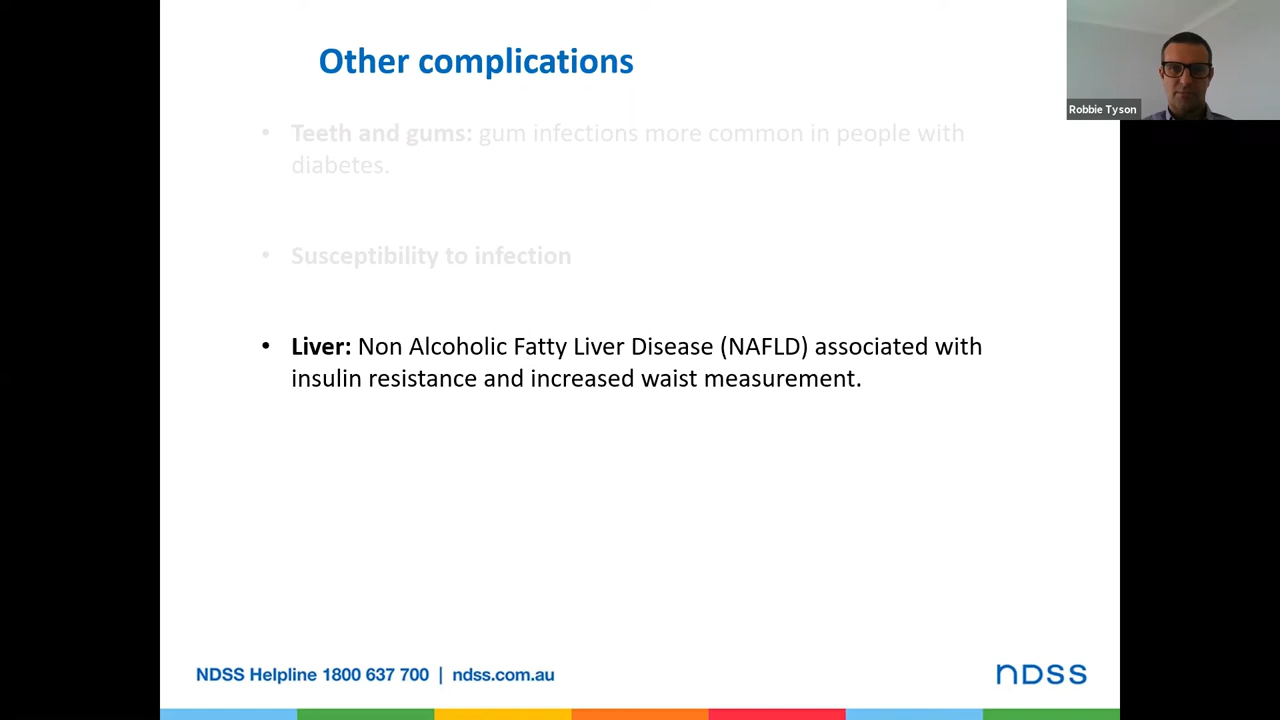 Other complications
Robbie Tyson
• Teeth and gums: gum infections more common in people with
diabetes.
• Susceptibility to infection
• Liver: Non Alcoholic Fatty Liver Disease (NAFLD) associated with
insulin resistance and increased waist measurement.
NDSS Helpline 1800 637 700 | ndss.com.au
NDSS